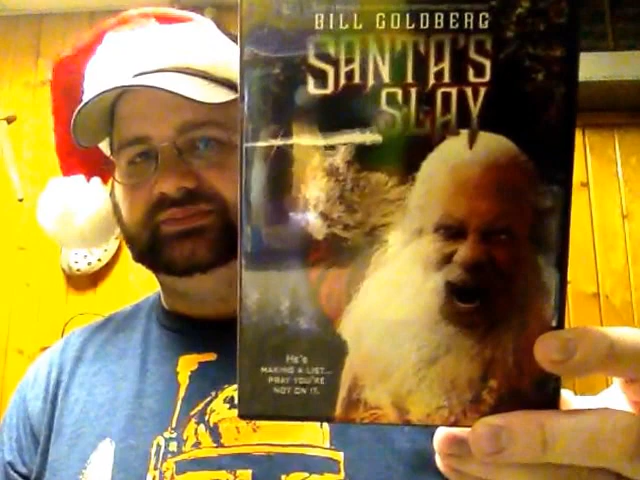 BILL GOLDBERG
SANTA'S
SLAY
He's
MAKING A LIST...
PRAY YOU'RE
NOT ON IT.